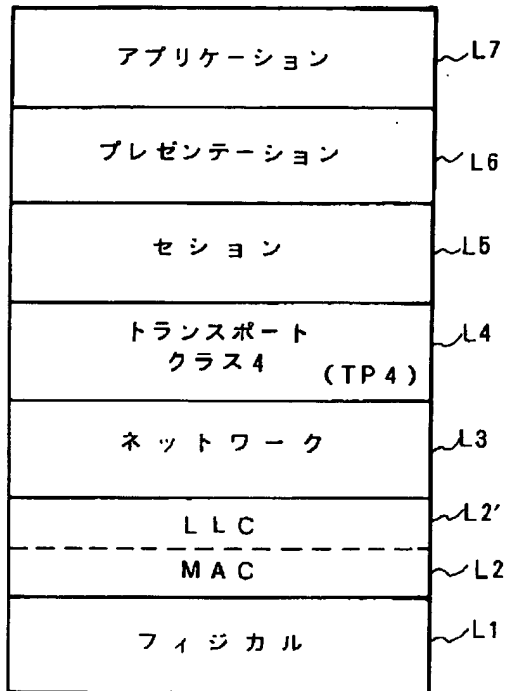 アプリケーション L7
プレゼンテーション L6
セション L5
トランスポート L4
クラス4 (TP4)
ネットワーク L3
LLC L2'
MAC L2
フィジカル L1